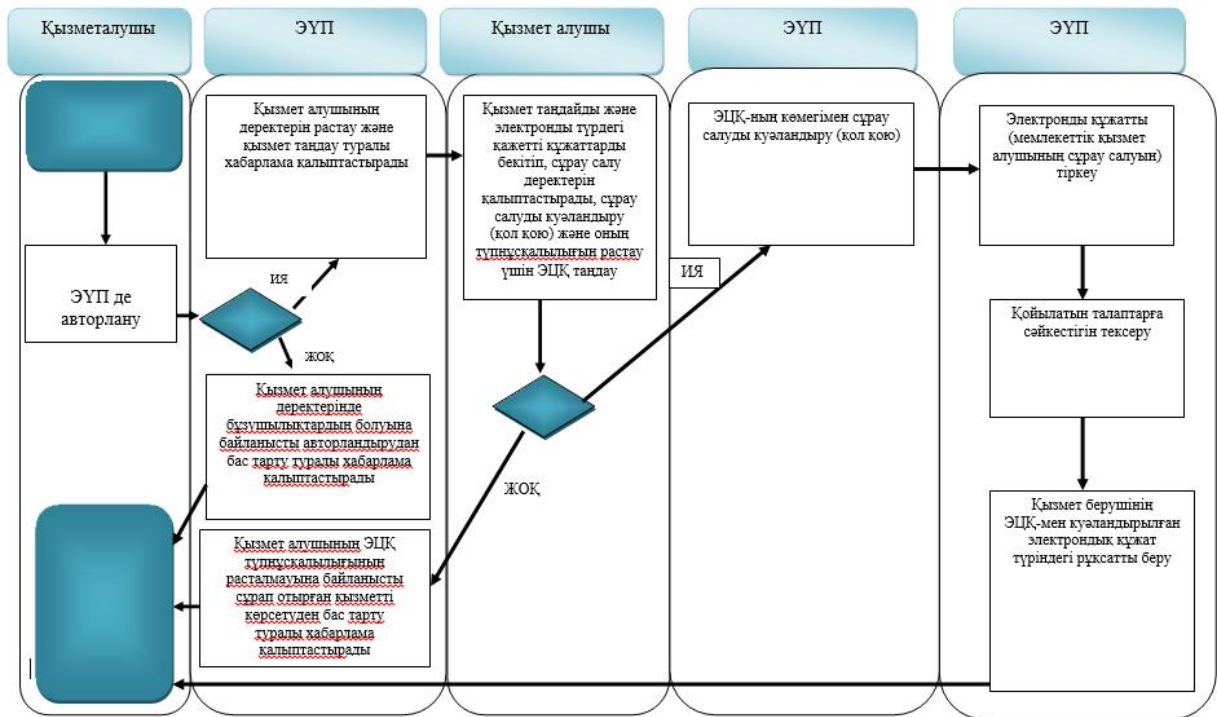 Қызметалушы
ЭҮП
Қызмет алушы
ЭҮП
ЭҮП
ЭҮП де
авторлану
Қызмет алушының
деректерін растау және
қызмет таңдау туралы
хабарлама қалыптастырады
ИЯ
ЖОҚ
Қызмет алушының
деректерінде
бұзушылықтардың болуына
байланысты авторландырудан
бас тарту туралы хабарлама
қалыптастырады
Қызмет алушының ЭЦҚ
түпнұсқалылығының
расталмауына байланысты
сұрап отырған қызметті
көрсетуден бас тарту
туралы хабарлама
қалыптастырады
Қызмет таңдайды және
электронды түрдегі
қажетті құжаттарды
бекітіп, сұрау салу
деректерін
қалыптастырады, сұрау
салуды куәландыру
(қол қою) және оның
түпнұсқалылығын растау
үшін ЭЦҚ таңдау
ИЯ
ЖОҚ
ЭЦҚ-ның көмегімен сұрау
салуды куәландыру (қол қою)
Электронды құжатты
(мемлекеттік қызмет
алушының сұрау салуын)
тіркеу
Қойылатын талаптарға
сәйкестігін тексеру
Қызмет берушінің
ЭЦҚ-мен куәландырылған
электрондық құжат
түріндегі рұқсатты беру